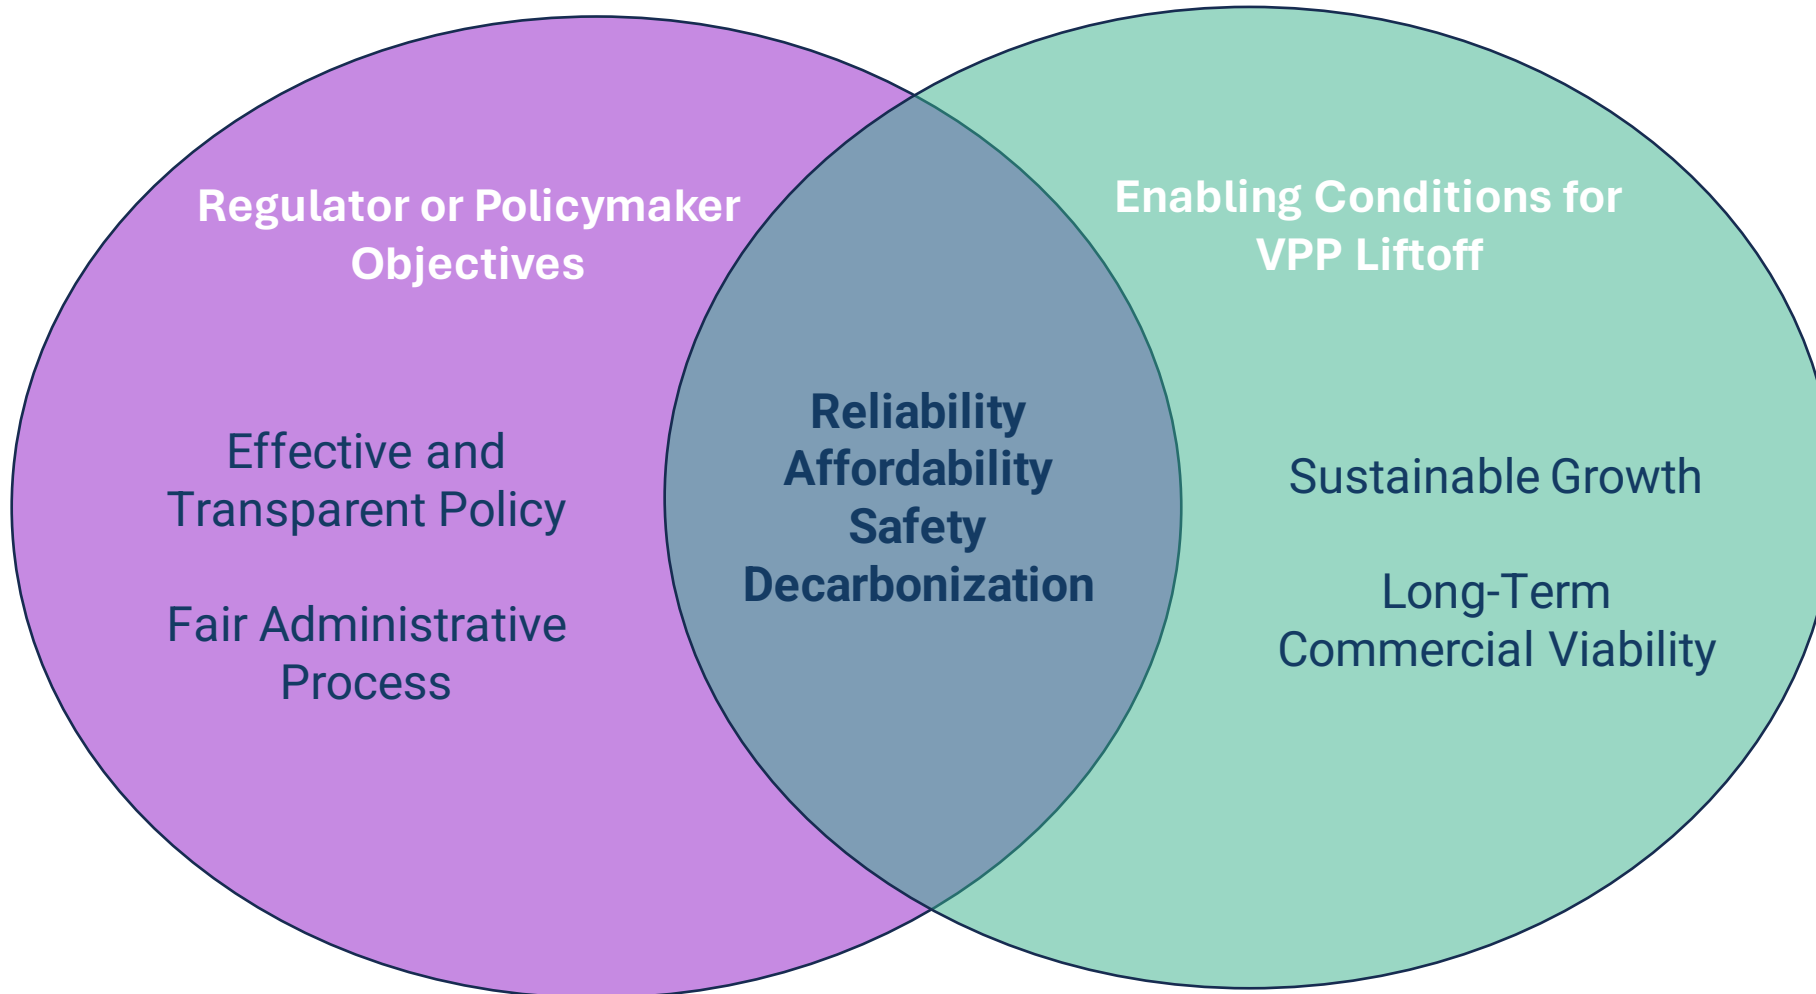 Regulator or Policymaker
Objectives
Effective and
Transparent Policy
Fair Administrative
Process
Reliability
Affordability
Safety
Decarbonization
Enabling Conditions for
VPP Liftoff
Sustainable Growth
Long-Term
Commercial Viability